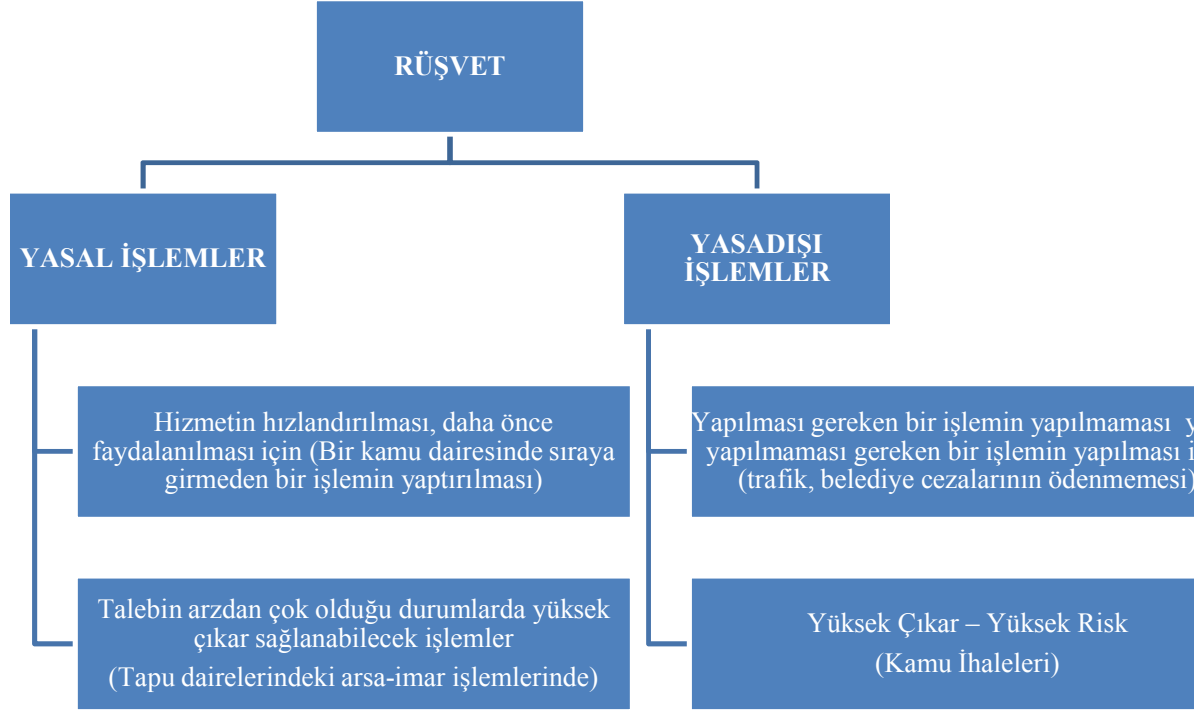 RÜŞVET
YASAL İŞLEMLER
YASADIŞI
İŞLEMLER
Hizmetin hızlandırılması, daha önce
faydalanılması için (Bir kamu dairesinde sıraya
girmeden bir işlemin yaptırılması)
Talebin arzdan çok olduğu durumlarda yüksek
çıkar sağlanabilecek işlemler
(Tapu dairelerindeki arsa-imar işlemlerinde)
Yapılması gereken bir işlemin yapılmaması
yapılmaması gereken bir işlemin yapılması
(trafik, belediye cezalarının ödenmemesi)
Yüksek Çıkar – Yüksek Risk
(Kamu İhaleleri)